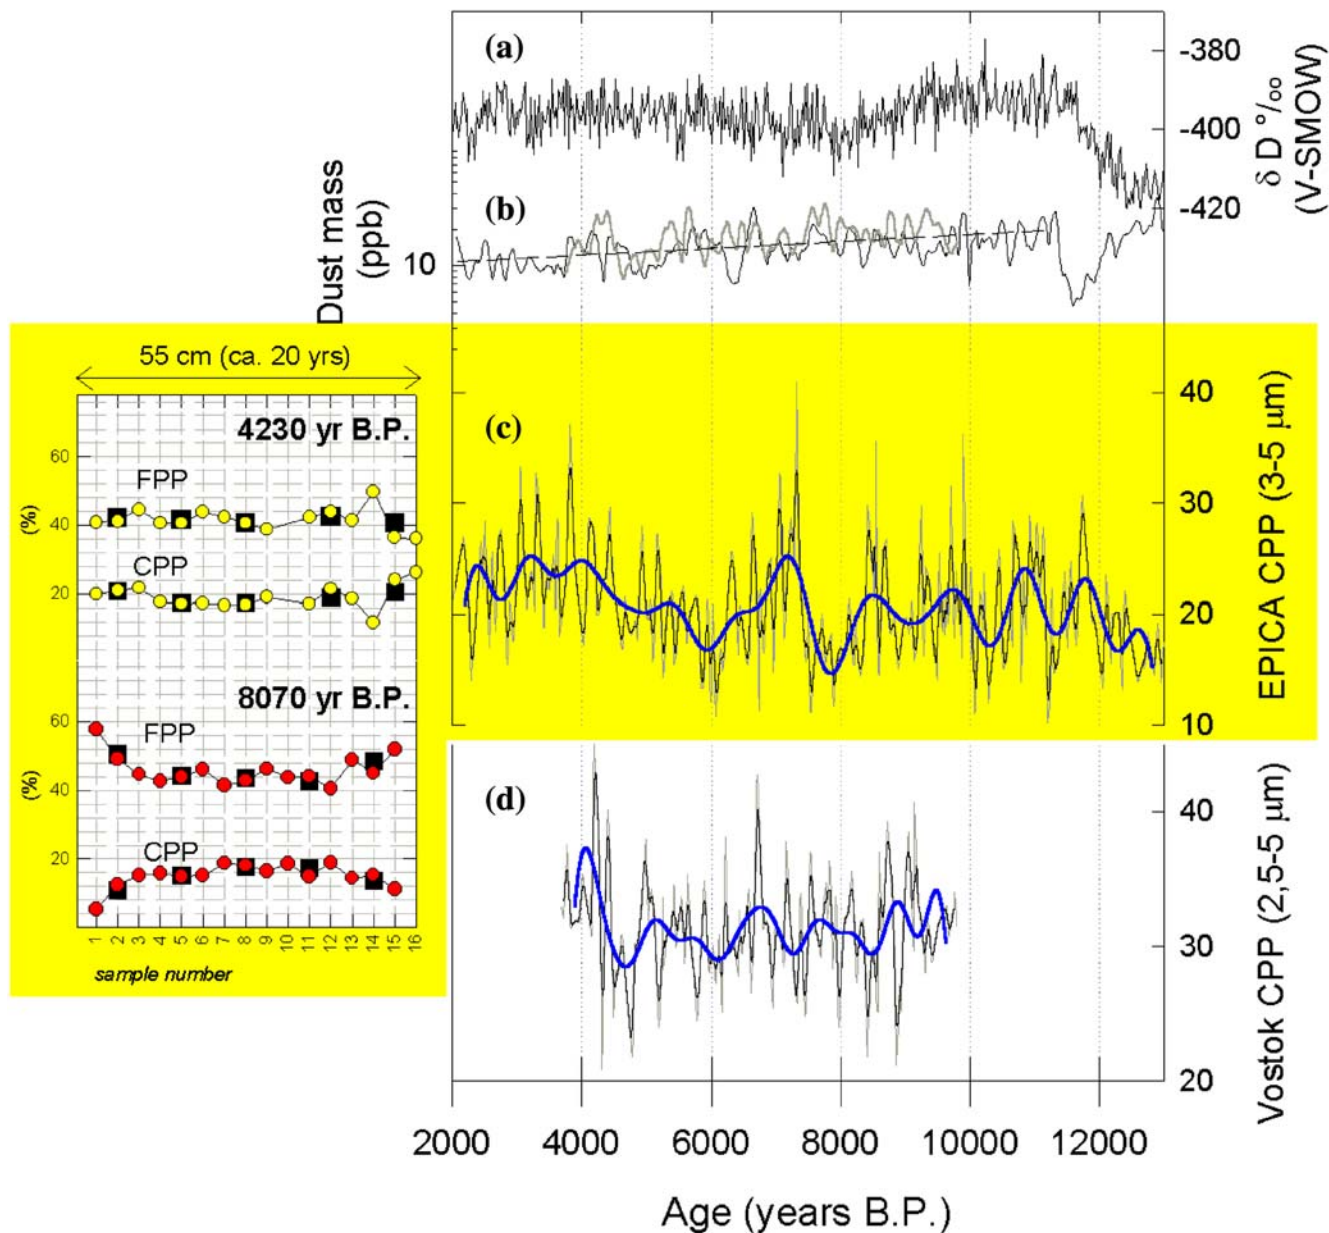 (a)
-380
-400
-420
δ D ‰
(V-SMOW)
(b)
Dust mass
(ppb)
10
55 cm (ca. 20 yrs)
4230 yr B.P.
60
FPP
40
CPP
20
(%)
8070 yr B.P.
60
FPP
40
CPP
20
(%)
1 2 3 4 5 6 7 8 9 10 11 12 13 14 15 16
sample number
(c)
40
30
20
10
EPICA CPP (3-5 µm)
(d)
40
30
20
Vostok CPP (2,5-5 µm)
2000 4000 6000 8000 10000 12000
Age (years B.P.)